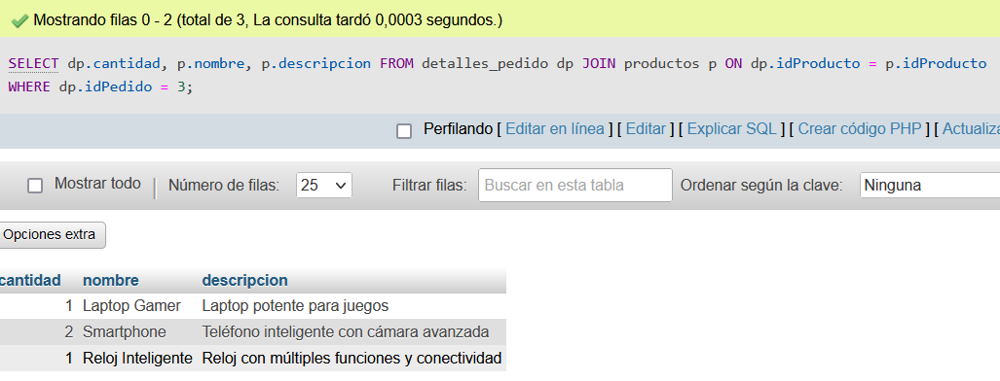 Mostrando filas 0 - 2 (total de 3, La consulta tardó 0,0003 segundos.)
SELECT dp.cantidad, p.nombre, p.descripcion FROM detalles_pedido dp JOIN productos p ON dp.idProducto = p.idProducto
WHERE dp.idPedido = 3;
Perfilando [ Editar en línea ] [ Editar ] [ Explicar SQL ] [ Crear código PHP ] [ Actualiza
Mostrar todo | Número de filas: 25 Filtrar filas: Buscar en esta tabla Ordenar según la clave: Ninguna
Opciones extra
cantidad nombre descripcion
1 Laptop Gamer Laptop potente para juegos
2 Smartphone Teléfono inteligente con cámara avanzada
1 Reloj Inteligente Reloj con múltiples funciones y conectividad